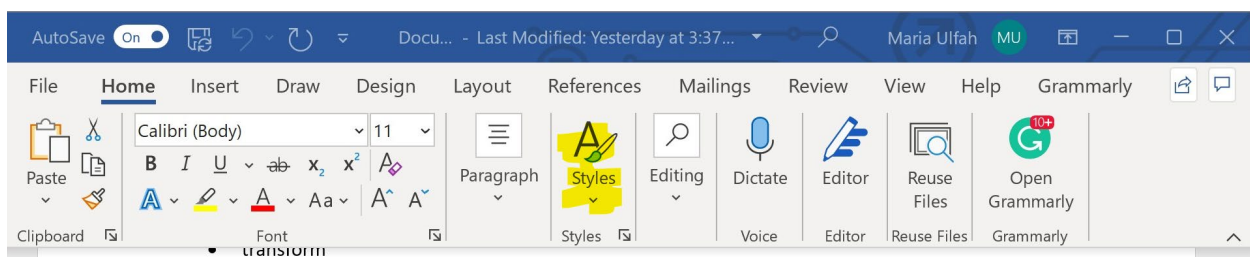 AutoSave On Docu... - Last Modified: Yesterday at 3:37... Maria Ulfah MU
File Home Insert Draw Design Layout References Mailings Review View Help Grammarly
Calibri (Body) 11
10+
G
B I U ab x₂ x² A
Paste Paragraph Styles Editing Dictate Editor Reuse Files Open Grammarly
A A Aa A^ Aˇ
Clipboard Font Styles Voice Editor Reuse Files Grammarly
• transform